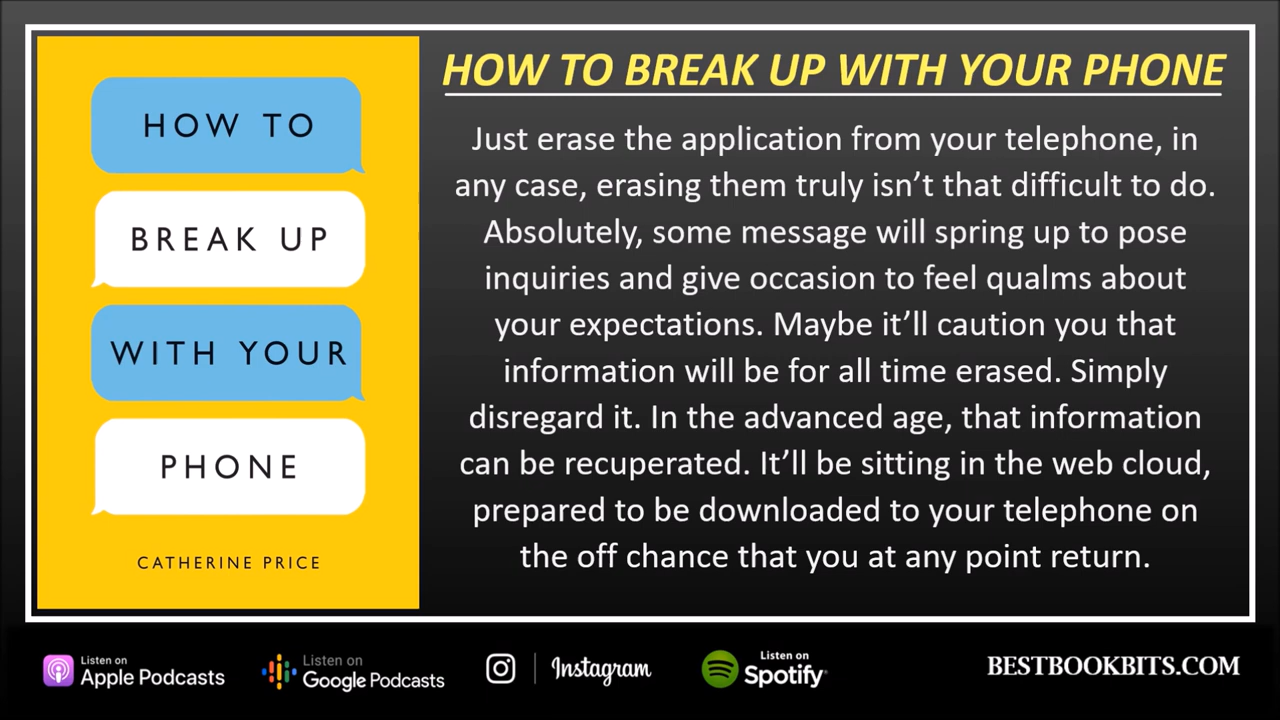 HOW TO
BREAK UP
WITH YOUR
PHONE
CATHERINE PRICE
HOW TO BREAK UP WITH YOUR PHONE
Just erase the application from your telephone, in
any case, erasing them truly isn't that difficult to do.
Absolutely, some message will spring up to pose
inquiries and give occasion to feel qualms about
your expectations. Maybe it'll caution you that
information will be for all time erased. Simply
disregard it. In the advanced age, that information
can be recuperated. It'll be sitting in the web cloud,
prepared to be downloaded to your telephone on
the off chance that you at any point return.
Listen on
Apple Podcasts
Listen on
Google Podcasts
Instagram
Listen on
Spotify
BESTBOOKBITS.COM